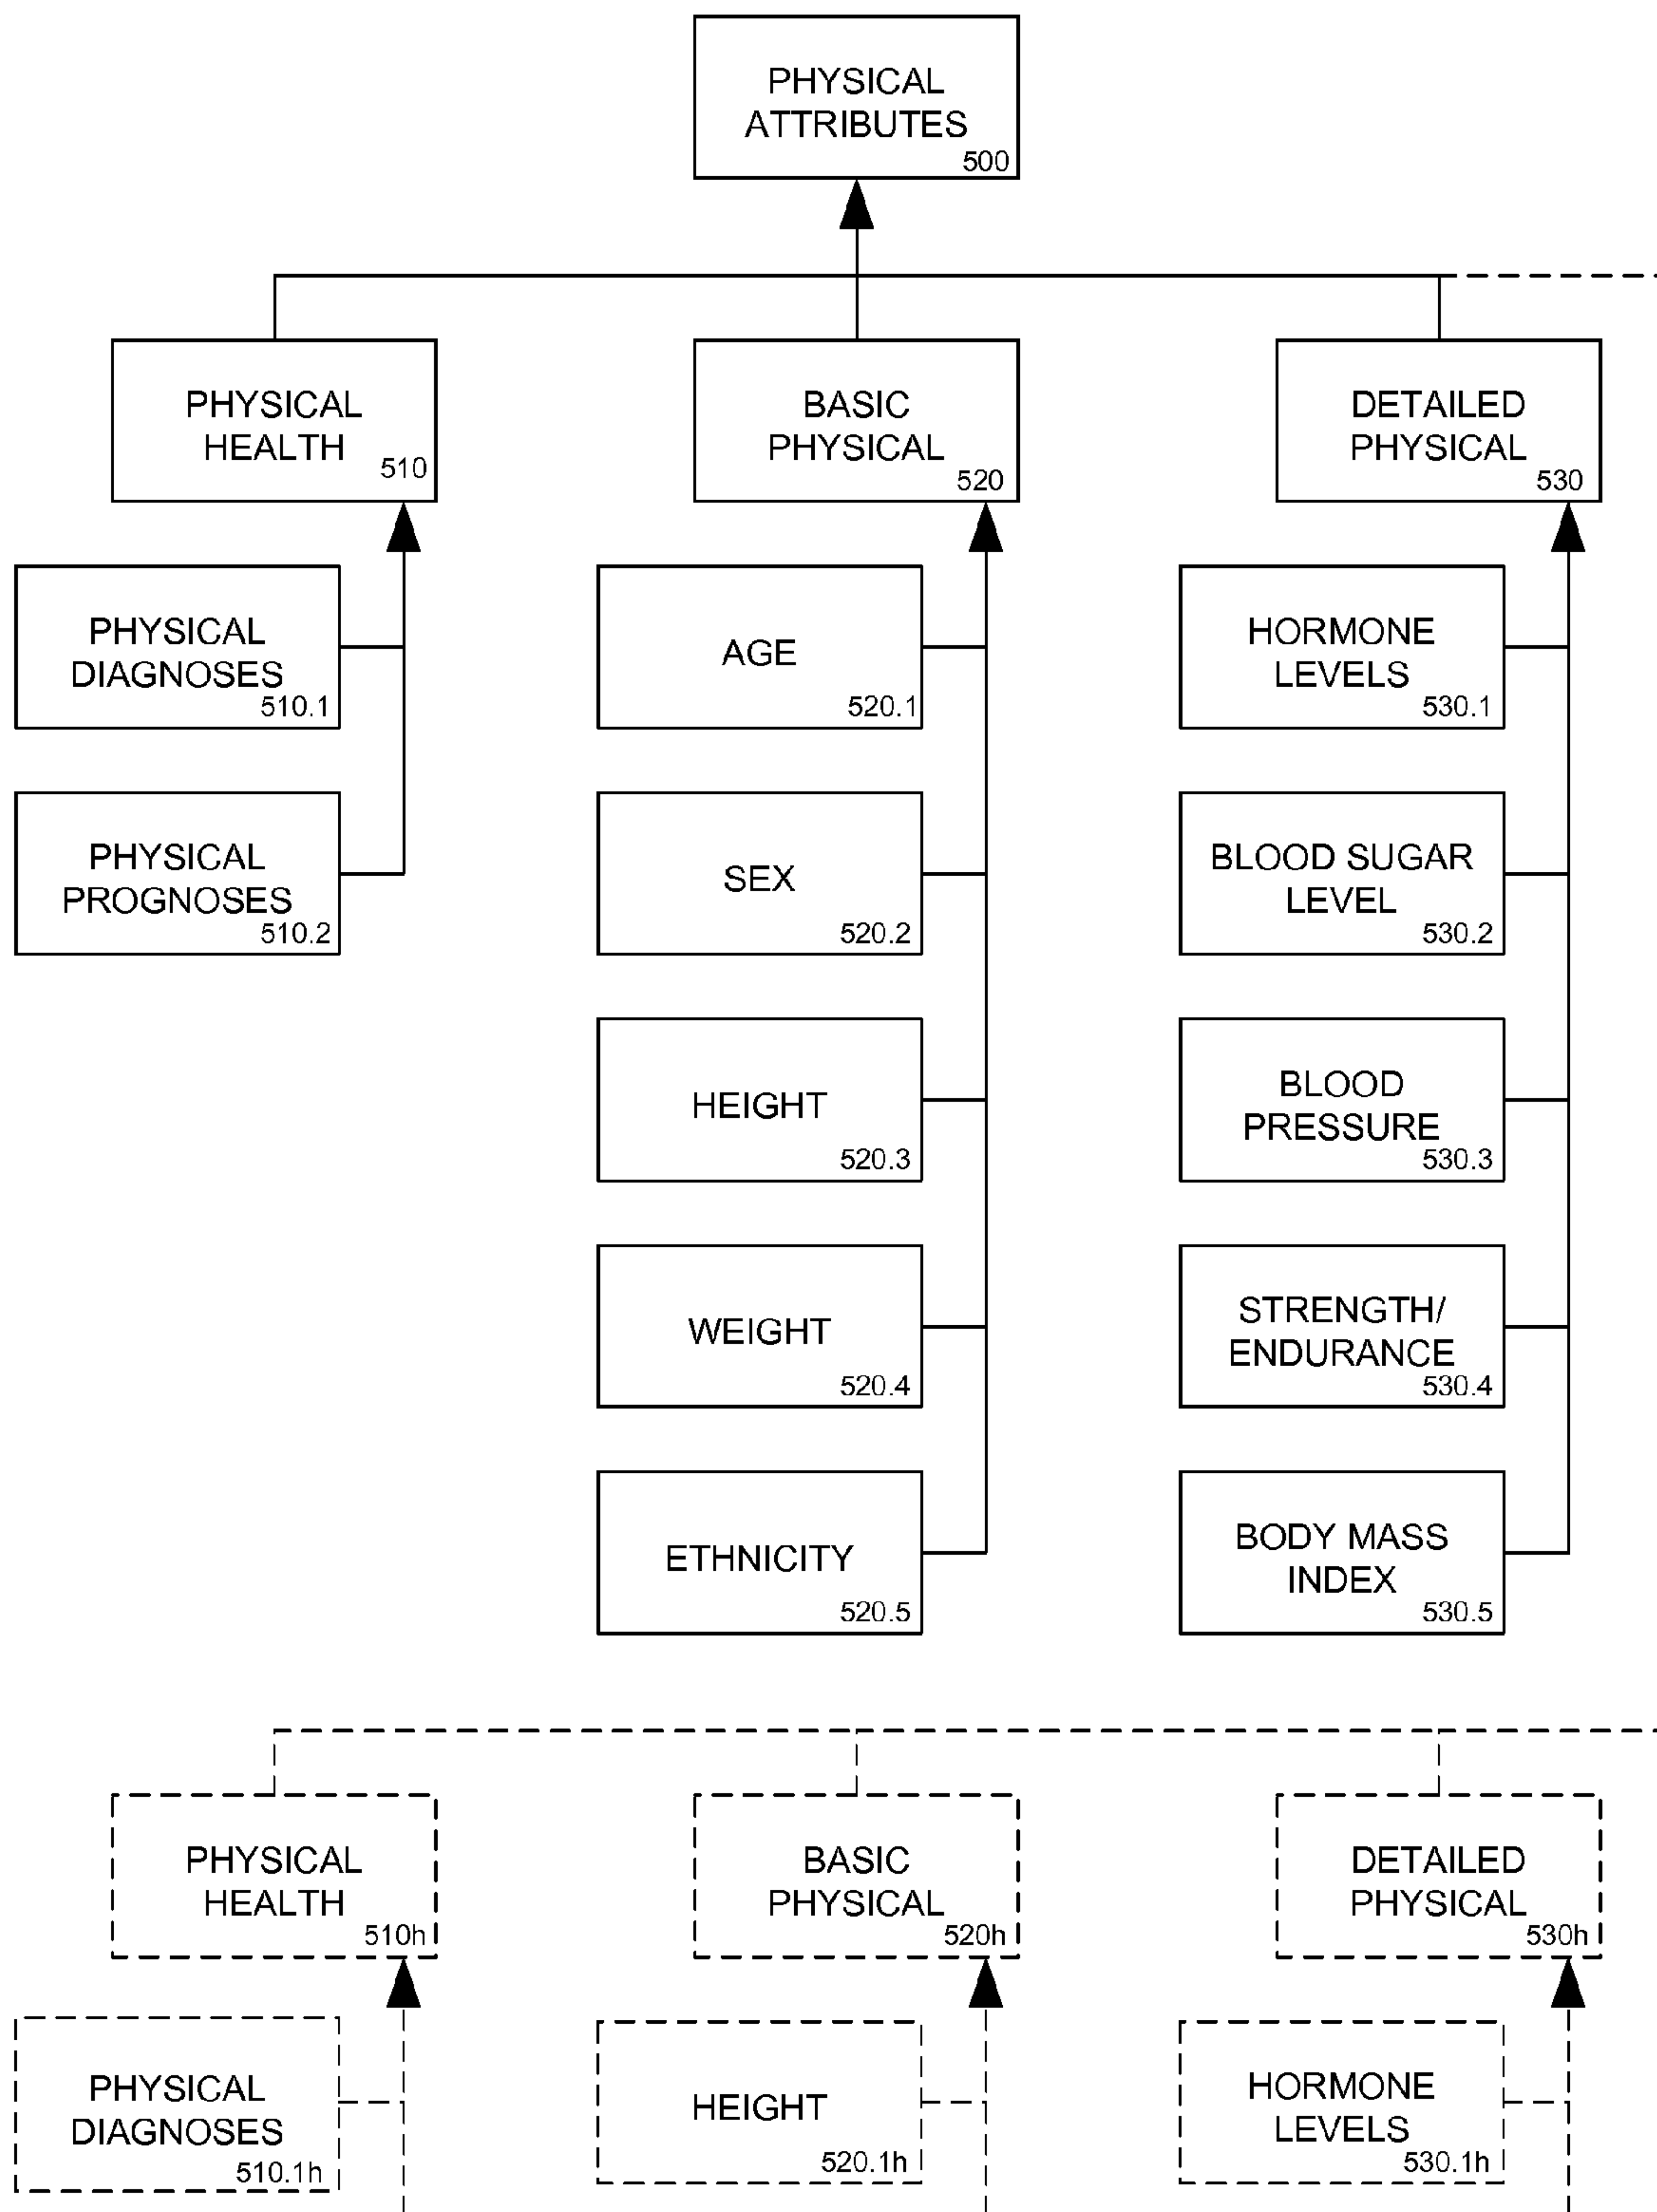 PHYSICAL
ATTRIBUTES
500
PHYSICAL
HEALTH
510
BASIC
PHYSICAL
520
DETAILED
PHYSICAL
530
PHYSICAL
DIAGNOSES
510.1
AGE
520.1
HORMONE
LEVELS
530.1
PHYSICAL
PROGNOSES
510.2
SEX
520.2
BLOOD SUGAR
LEVEL
530.2
HEIGHT
520.3
BLOOD
PRESSURE
530.3
WEIGHT
520.4
STRENGTH/
ENDURANCE
530.4
ETHNICITY
520.5
BODY MASS
INDEX
530.5
PHYSICAL
HEALTH
510h
BASIC
PHYSICAL
520h
DETAILED
PHYSICAL
530h
PHYSICAL
DIAGNOSES
510.1h
HEIGHT
520.1h
HORMONE
LEVELS
530.1h